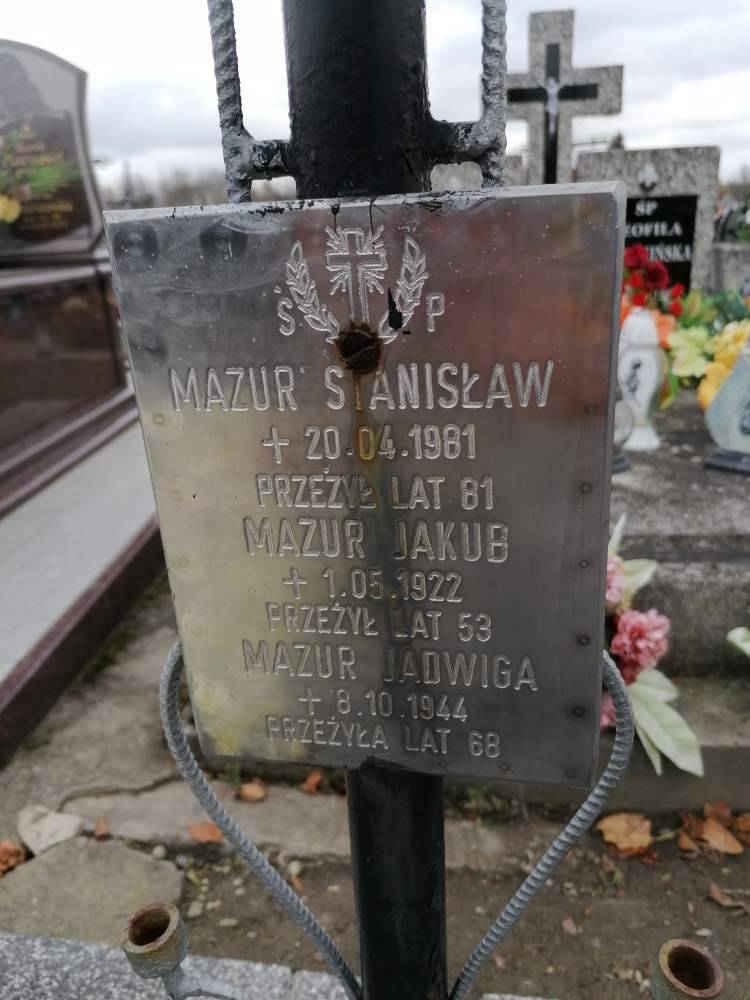 Ś P
MAZUR STANISŁAW
+ 20.04.1981
PRZEŻYŁ LAT 81
MAZUR JAKUB
+ 1.05.1922
PRZEŻYŁ LAT 53
MAZUR JADWIGA
+ 8.10.1944
PRZEŻYŁA LAT 68
ŚP